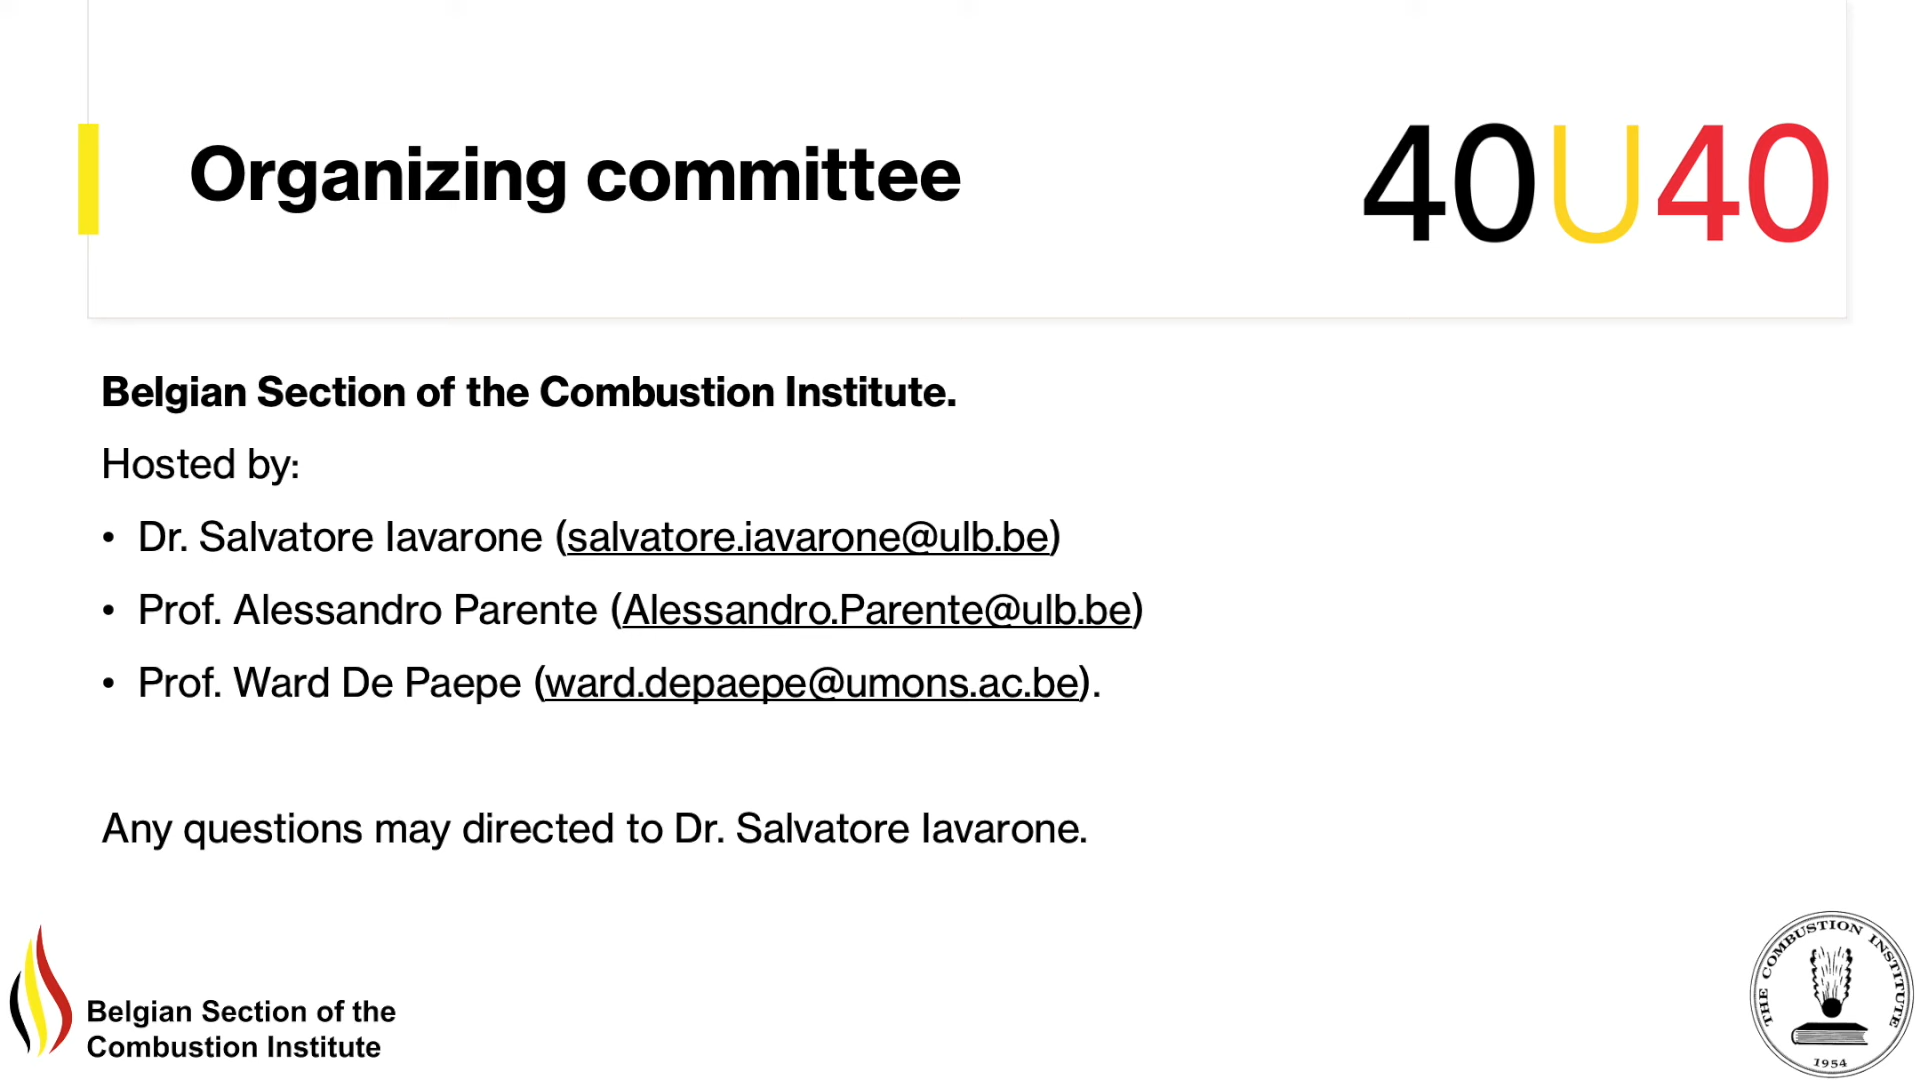 Organizing committee
40U40
Belgian Section of the Combustion Institute.
Hosted by:
• Dr. Salvatore Iavarone (salvatore.iavarone@ulb.be)
• Prof. Alessandro Parente (Alessandro.Parente@ulb.be)
• Prof. Ward De Paepe (ward.depaepe@umons.ac.be).
Any questions may directed to Dr. Salvatore Iavarone.
Belgian Section of the
Combustion Institute
THE COMBUSTION INSTITUTE
1954